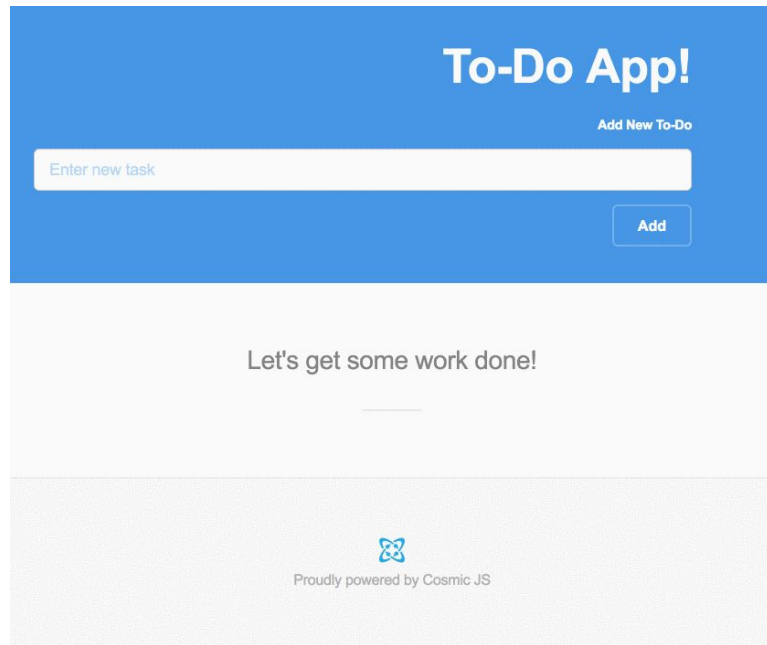 To-Do App!
Add New To-Do
Enter new task
Add
Let's get some work done!
Proudly powered by Cosmic JS